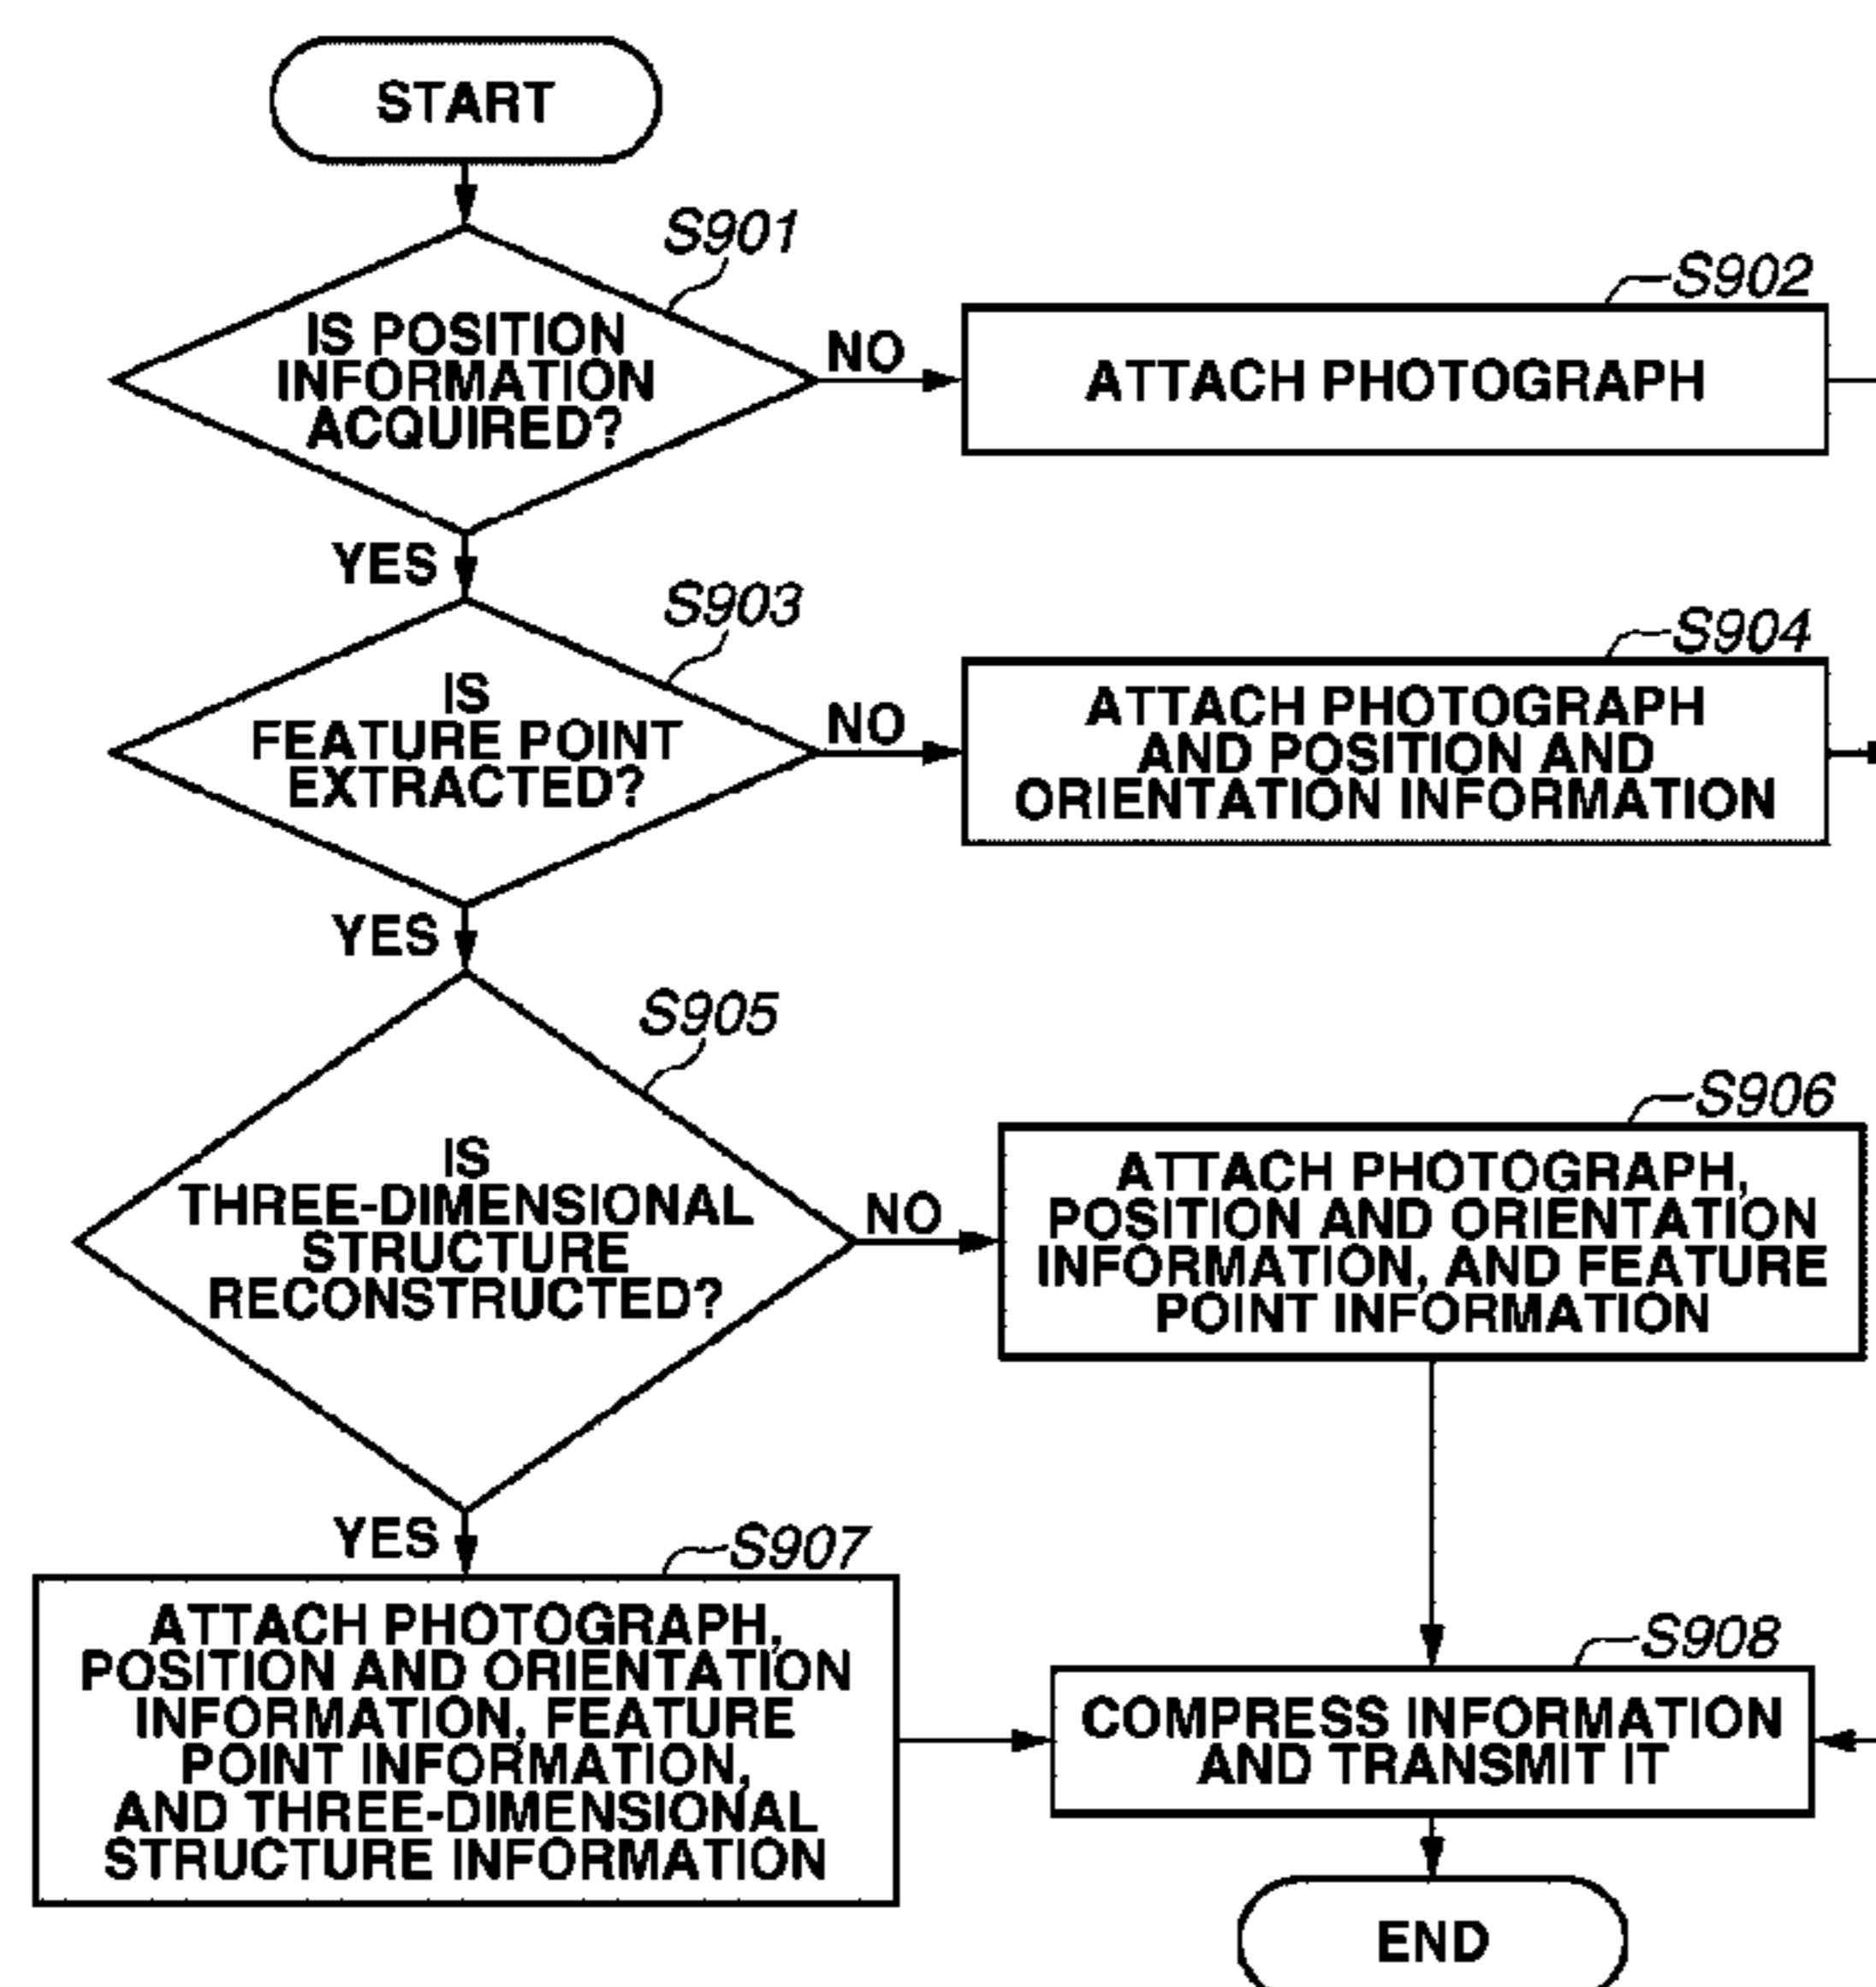 START
S901
IS POSITION
INFORMATION
ACQUIRED?
NO
S902
ATTACH PHOTOGRAPH
YES
S903
IS
FEATURE POINT
EXTRACTED?
NO
S904
ATTACH PHOTOGRAPH
AND POSITION AND
ORIENTATION INFORMATION
YES
S905
IS
THREE-DIMENSIONAL
STRUCTURE
RECONSTRUCTED?
NO
S906
ATTACH PHOTOGRAPH,
POSITION AND ORIENTATION
INFORMATION, AND FEATURE
POINT INFORMATION
YES
S907
ATTACH PHOTOGRAPH,
POSITION AND ORIENTATION
INFORMATION, FEATURE
POINT INFORMATION,
AND THREE-DIMENSIONAL
STRUCTURE INFORMATION
S908
COMPRESS INFORMATION
AND TRANSMIT IT
END